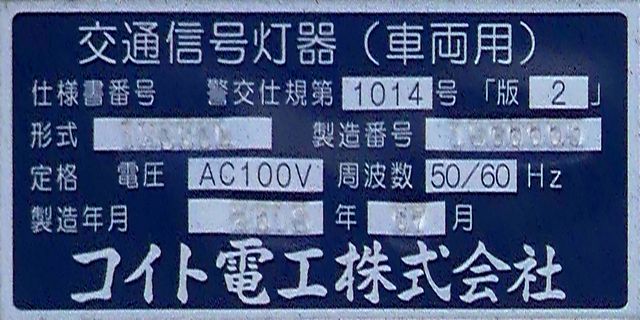 交通信号灯器（車両用）
仕様書番号 警交仕規第 1014 号 「版 2 」
形式 製造番号
定格 電圧 AC100V 周波数 50/60 Hz
製造年月 年 月
コイト電工株式会社